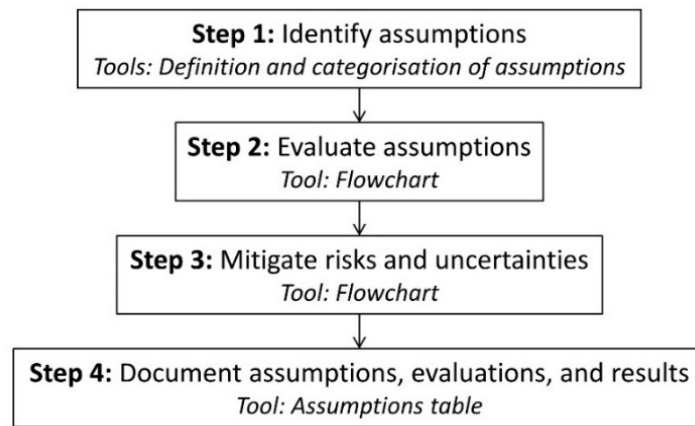 Step 1: Identify assumptions
Tools: Definition and categorisation of assumptions
Step 2: Evaluate assumptions
Tool: Flowchart
Step 3: Mitigate risks and uncertainties
Tool: Flowchart
Step 4: Document assumptions, evaluations, and results
Tool: Assumptions table